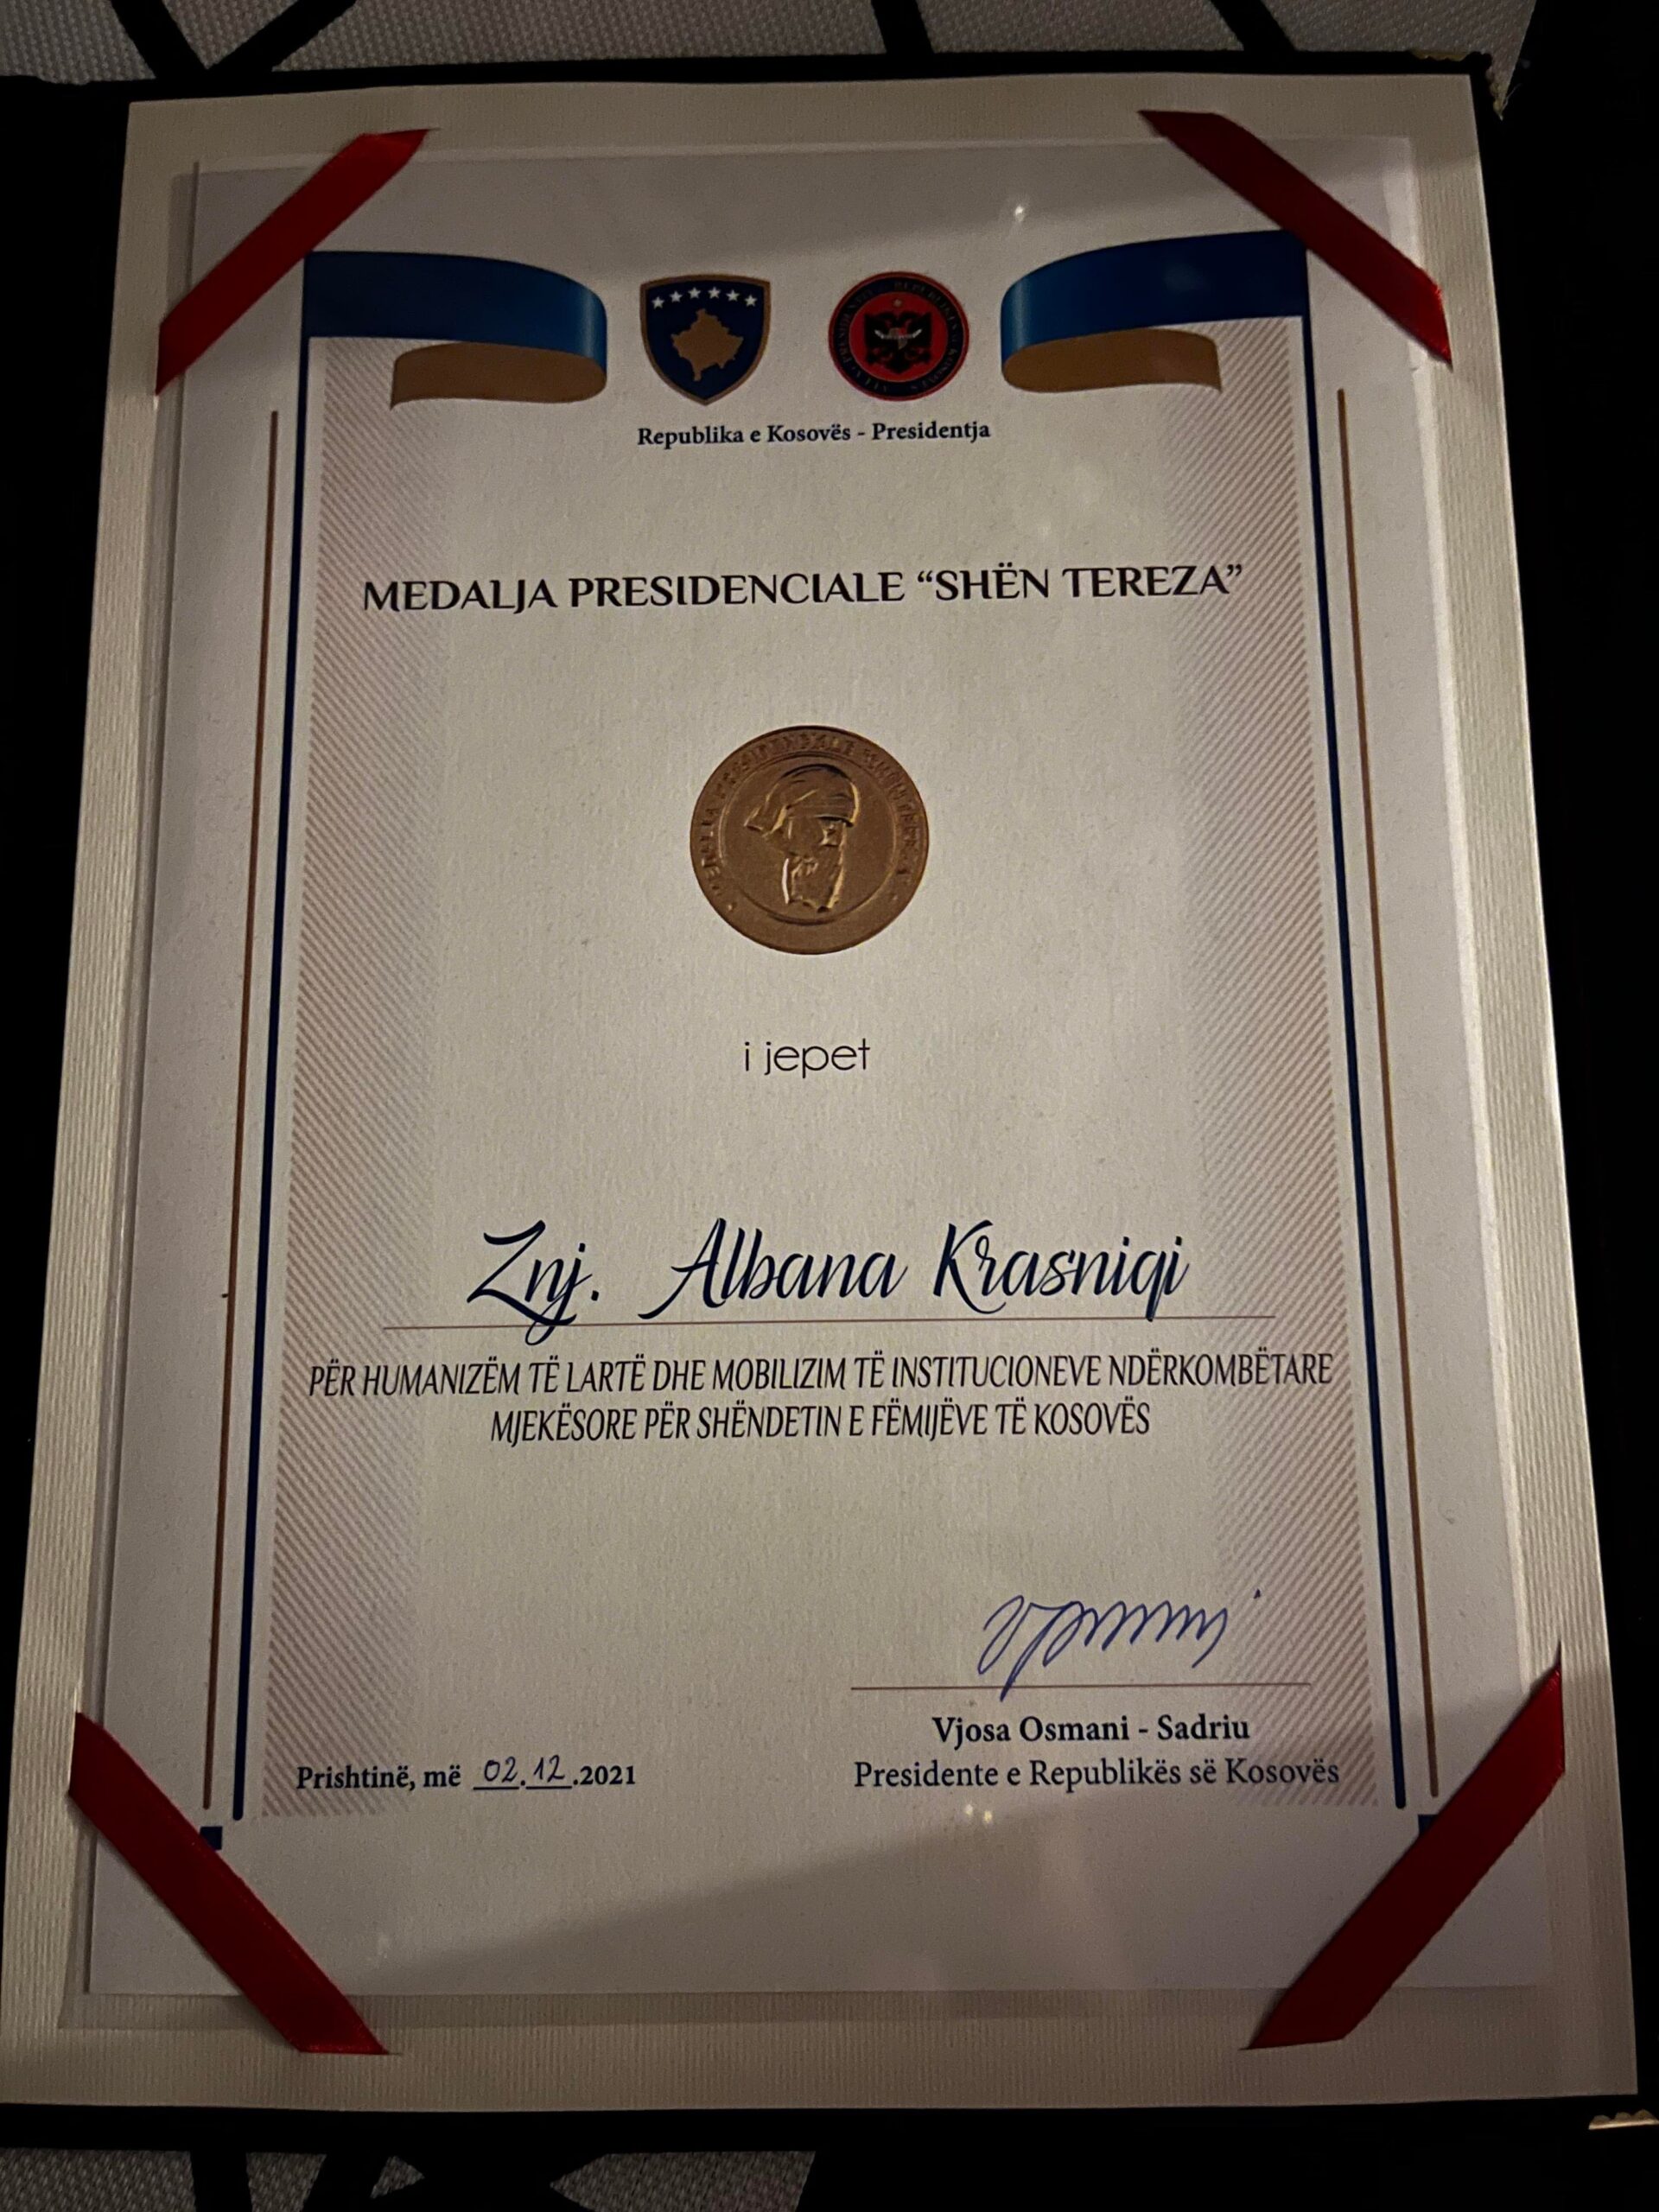 Republika e Kosovës - Presidentja
MEDALJA PRESIDENCIALE “SHËN TEREZA”
i jepet
Znj. Albana Krasniqi
PËR HUMANIZËM TË LARTË DHE MOBILIZIM TË INSTITUCIONEVE NDËRKOMBËTARE
MJEKËSORE PËR SHËNDETIN E FËMIJËVE TË KOSOVËS
Vjosa Osmani - Sadriu
Prishtinë, më 02.12.2021
Presidente e Republikës së Kosovës